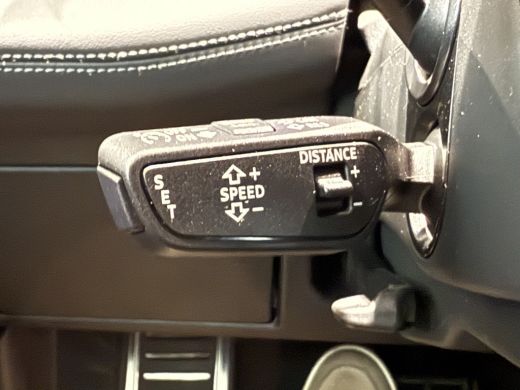 DISTANCE
+
SPEED
-
SET
+
-